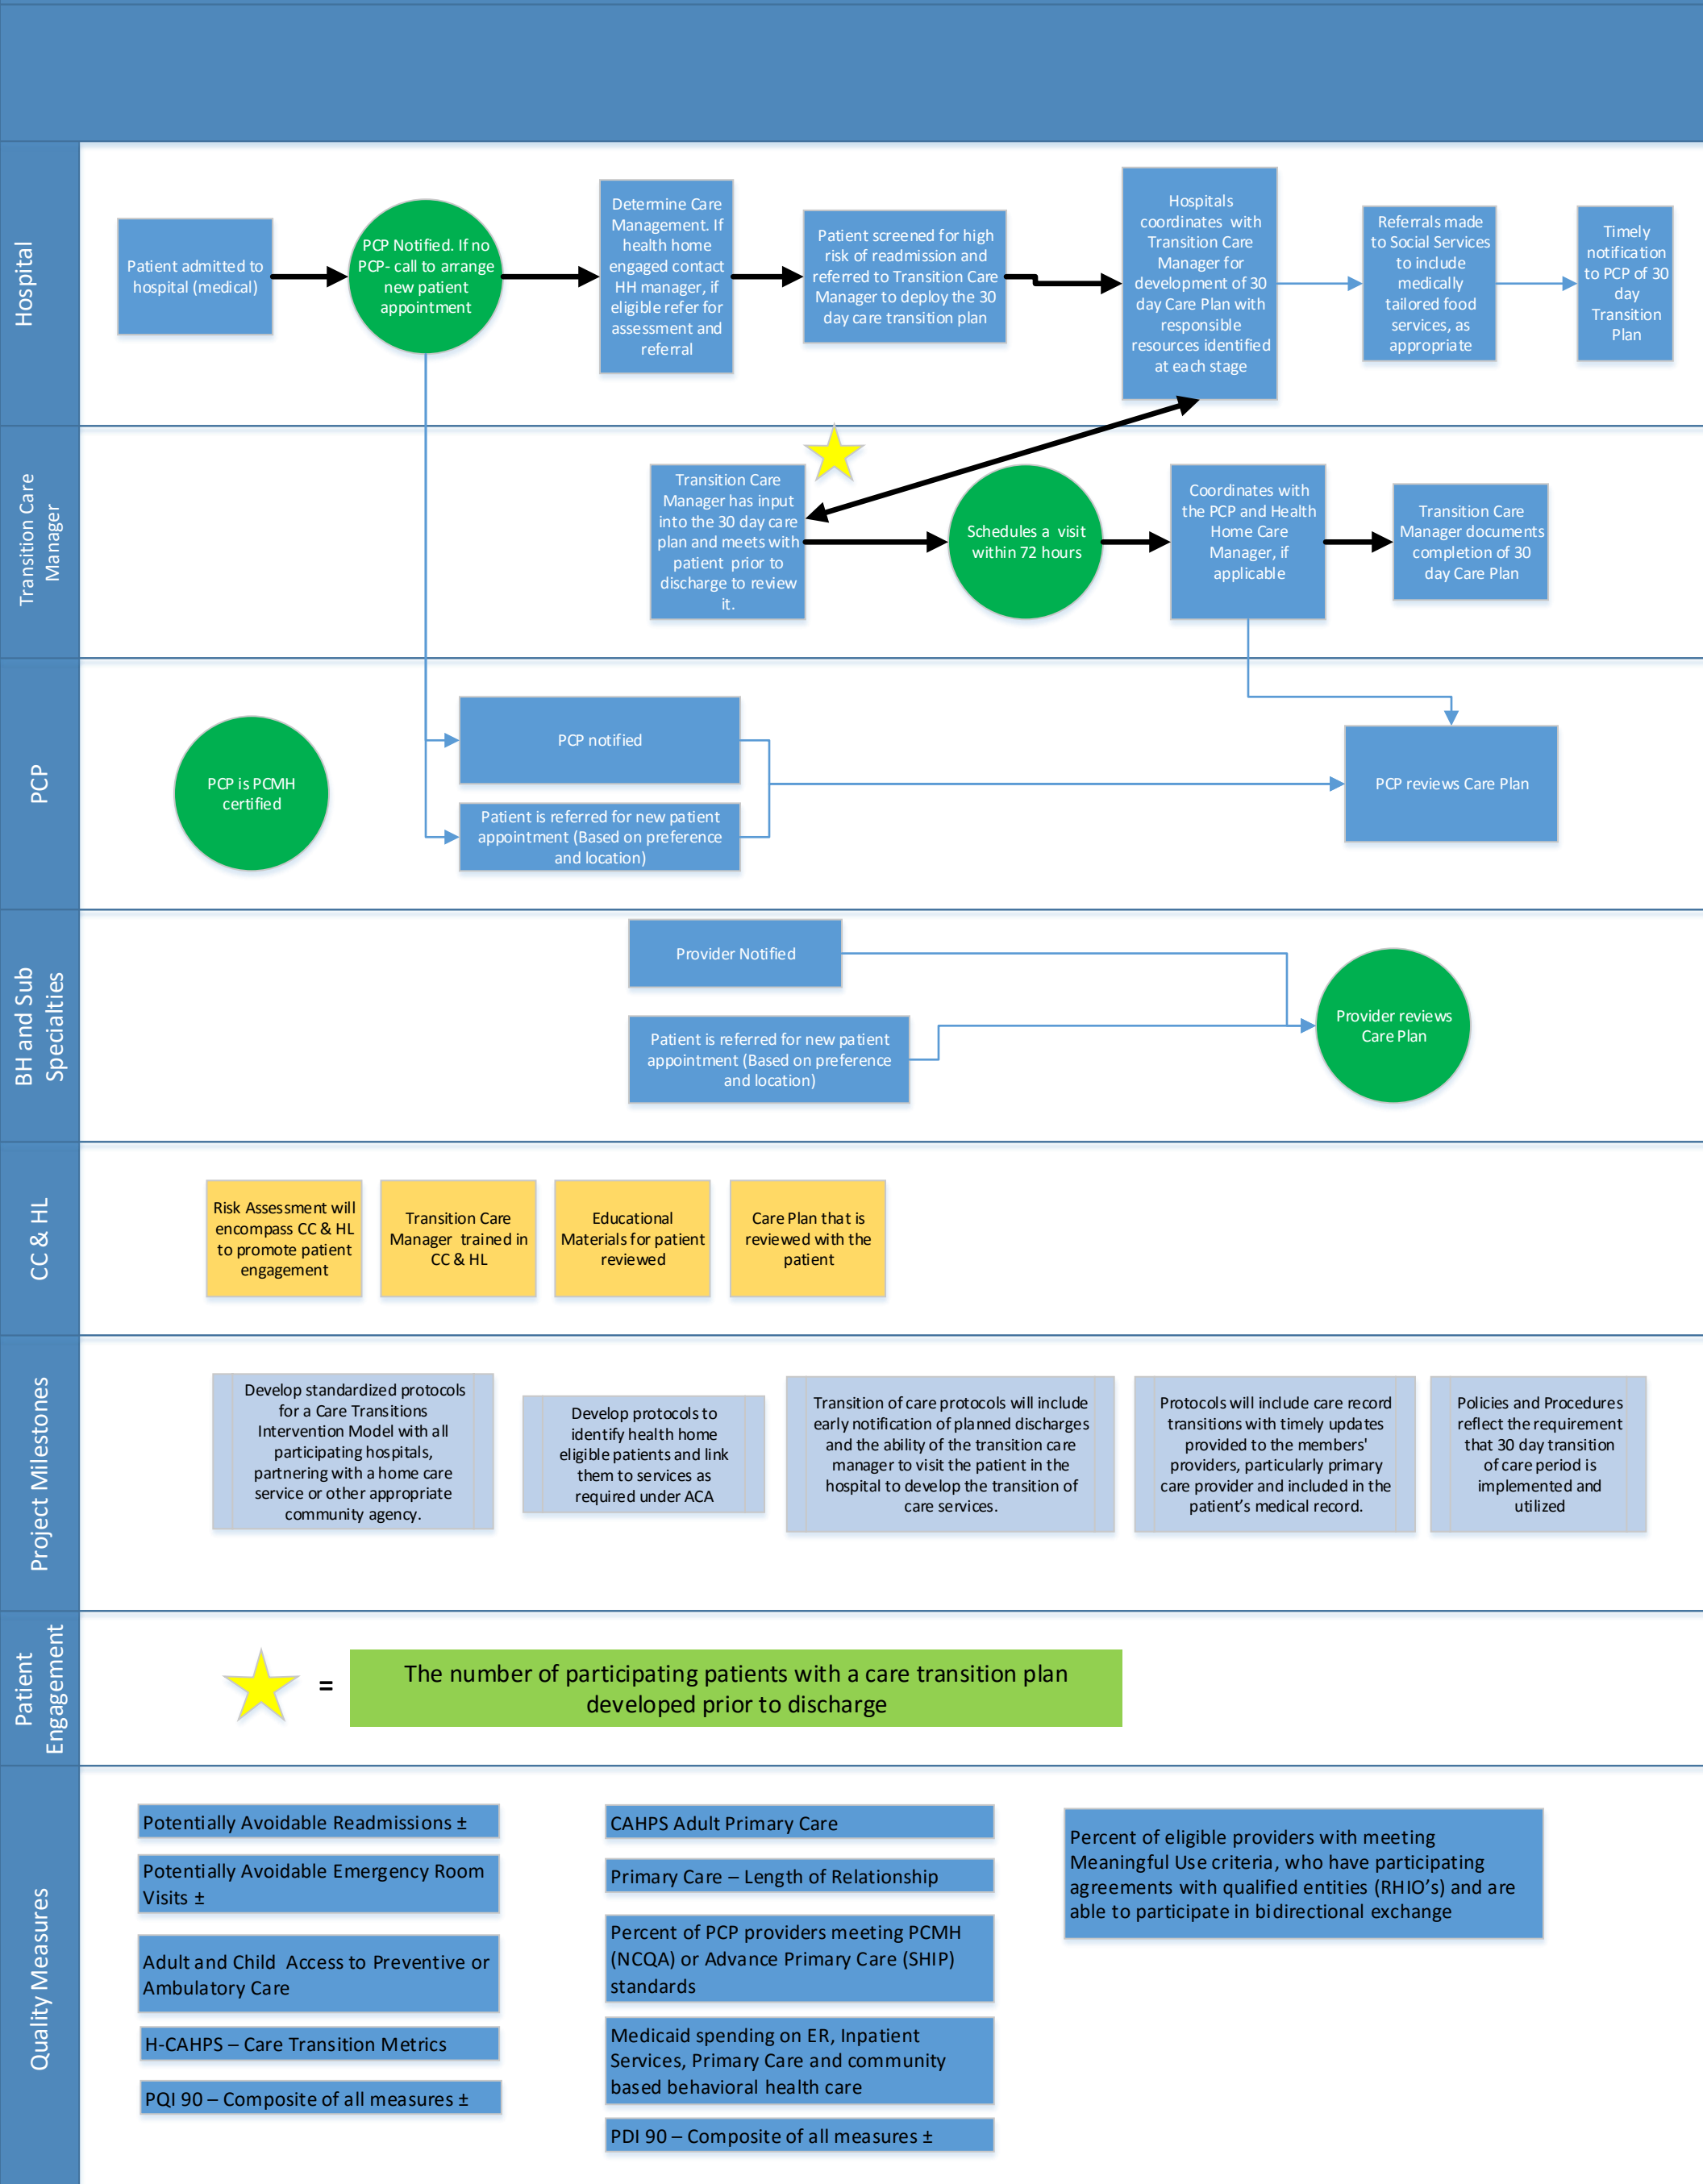 Hospital
Patient admitted to
hospital (medical)
PCP Notified. If no
PCP- call to arrange
new patient
appointment
Determine Care
Management. If
health home
engaged contact
HH manager, if
eligible refer for
assessment and
referral
Patient screened for high
risk of readmission and
referred to Transition Care
Manager to deploy the 30
day care transition plan
Hospitals
coordinates with
Transition Care
Manager for
development of 30
day Care Plan with
responsible
resources identified
at each stage
Referrals made
to Social Services
to include
medically
tailored food
services, as
appropriate
Timely
notification
to PCP of 30
day
Transition
Plan
Transition Care
Manager
Transition Care
Manager has input
into the 30 day care
plan and meets with
patient prior to
discharge to review
it.
Schedules a visit
within 72 hours
Coordinates with
the PCP and Health
Home Care
Manager, if
applicable
Transition Care
Manager documents
completion of 30
day Care Plan
PCP
PCP is PCMH
certified
PCP notified
Patient is referred for new patient
appointment (Based on preference
and location)
PCP reviews Care Plan
BH and Sub
Specialties
Provider Notified
Patient is referred for new patient
appointment (Based on preference
and location)
Provider reviews
Care Plan
CC & HL
Risk Assessment will
encompass CC & HL
to promote patient
engagement
Transition Care
Manager trained in
CC & HL
Educational
Materials for patient
reviewed
Care Plan that is
reviewed with the
patient
Project Milestones
Develop standardized protocols
for a Care Transitions
Intervention Model with all
participating hospitals,
partnering with a home care
service or other appropriate
community agency.
Develop protocols to
identify health home
eligible patients and link
them to services as
required under ACA
Transition of care protocols will include
early notification of planned discharges
and the ability of the transition care
manager to visit the patient in the
hospital to develop the transition of
care services.
Protocols will include care record
transitions with timely updates
provided to the members'
providers, particularly primary
care provider and included in the
patient’s medical record.
Policies and Procedures
reflect the requirement
that 30 day transition
of care period is
implemented and
utilized
Patient
Engagement
=
The number of participating patients with a care transition plan
developed prior to discharge
Quality Measures
Potentially Avoidable Readmissions ±
Potentially Avoidable Emergency Room
Visits ±
Adult and Child Access to Preventive or
Ambulatory Care
H-CAHPS – Care Transition Metrics
PQI 90 – Composite of all measures ±
CAHPS Adult Primary Care
Primary Care – Length of Relationship
Percent of PCP providers meeting PCMH
(NCQA) or Advance Primary Care (SHIP)
standards
Medicaid spending on ER, Inpatient
Services, Primary Care and community
based behavioral health care
PDI 90 – Composite of all measures ±
Percent of eligible providers with meeting
Meaningful Use criteria, who have participating
agreements with qualified entities (RHIO’s) and are
able to participate in bidirectional exchange